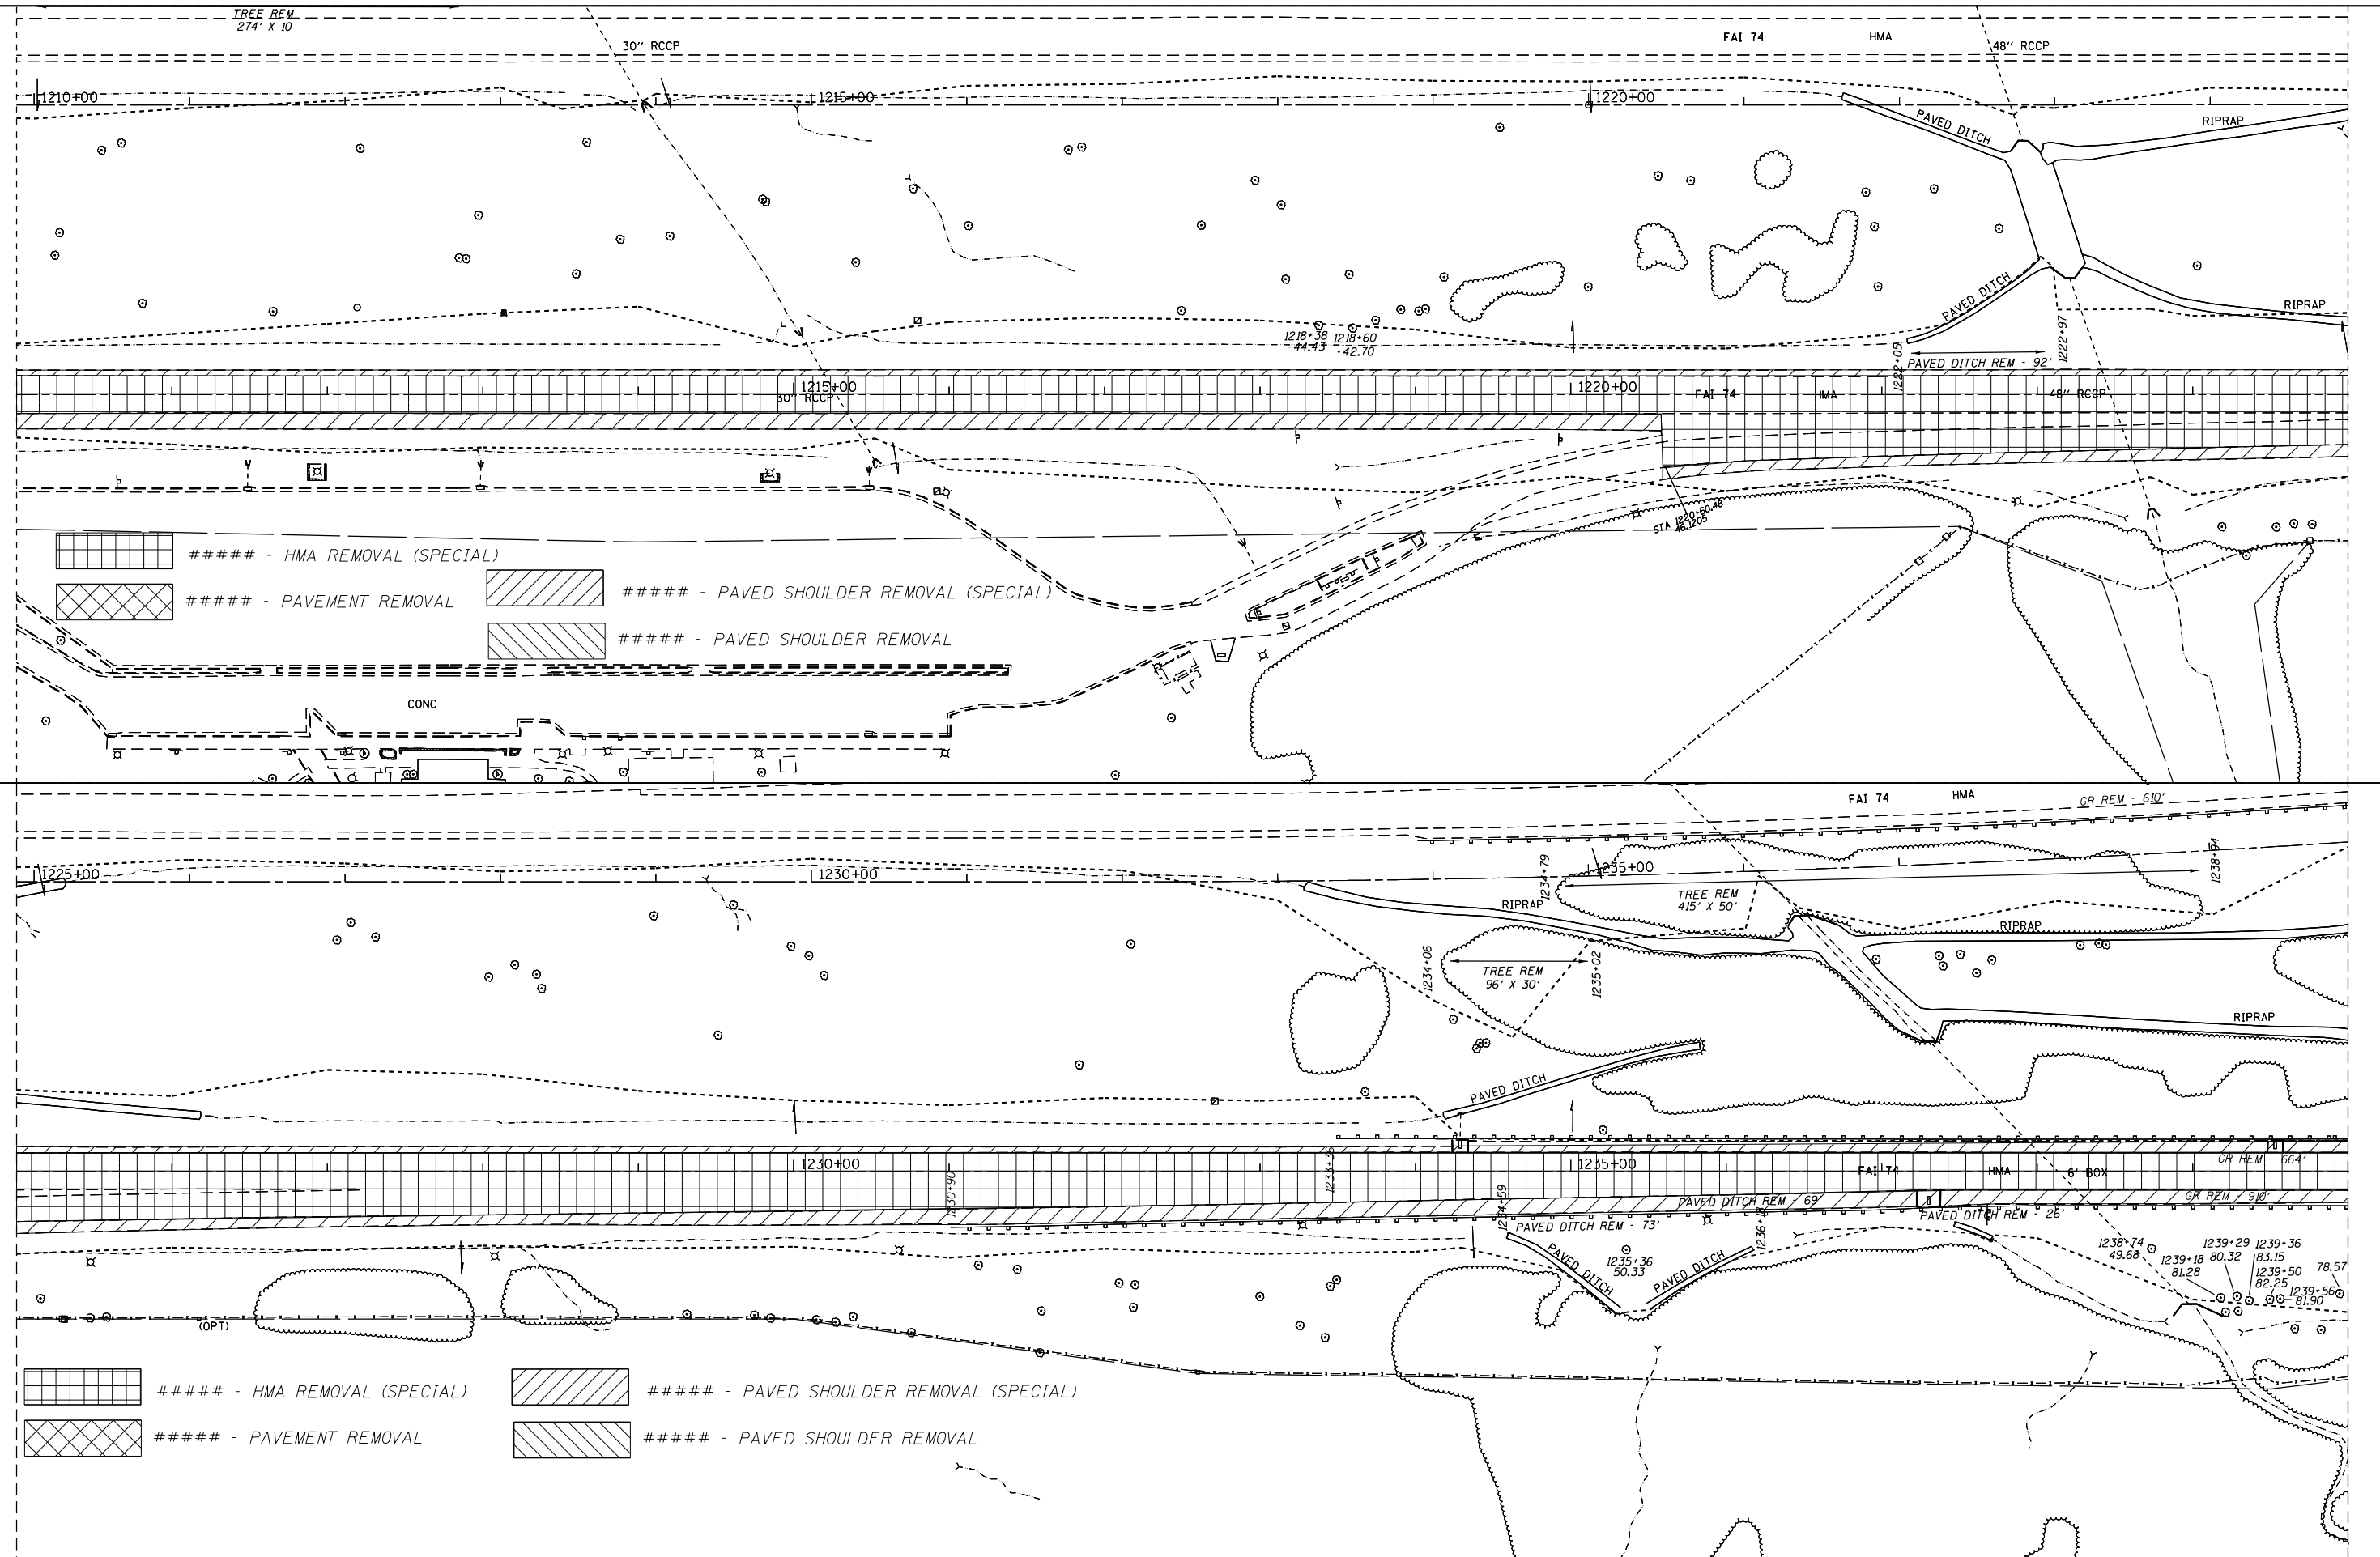 TREE REM
274' X 10
30'' RCCP
FAI 74
HMA
48'' RCCP
1210+00
1215+00
1220+00
PAVED DITCH
RIPRAP
PAVED DITCH
RIPRAP
1218+38
-44.43
1218+60
-42.70
1222+05
1222+97
PAVED DITCH REM - 92'
1215+00
30'' RCCP
1220+00
FAI 74
HMA
48'' RCCP
STA 1220+60.48
46.1205
##### - HMA REMOVAL (SPECIAL)
##### - PAVEMENT REMOVAL
##### - PAVED SHOULDER REMOVAL (SPECIAL)
##### - PAVED SHOULDER REMOVAL
CONC
FAI 74
HMA
GR REM - 610'
1225+00
1230+00
1234+79
1235+00
1238+94
TREE REM
415' X 50'
RIPRAP
RIPRAP
1234+06
TREE REM
96' X 30'
1235+02
RIPRAP
PAVED DITCH
1230+00
1235+00
FAI 74
HMA
6' BOX
GR REM - 664'
GR REM - 910'
1230+90
1234+59
PAVED DITCH REM - 69'
PAVED DITCH REM - 73'
PAVED DITCH REM - 26'
PAVED DITCH
PAVED DITCH
1235+36
50.33
1238+74
49.68
1239+18
81.28
1239+29
80.32
1239+36
83.15
1239+50
82.25
1239+56
81.90
78.57
(OPT)
##### - HMA REMOVAL (SPECIAL)
##### - PAVEMENT REMOVAL
##### - PAVED SHOULDER REMOVAL (SPECIAL)
##### - PAVED SHOULDER REMOVAL